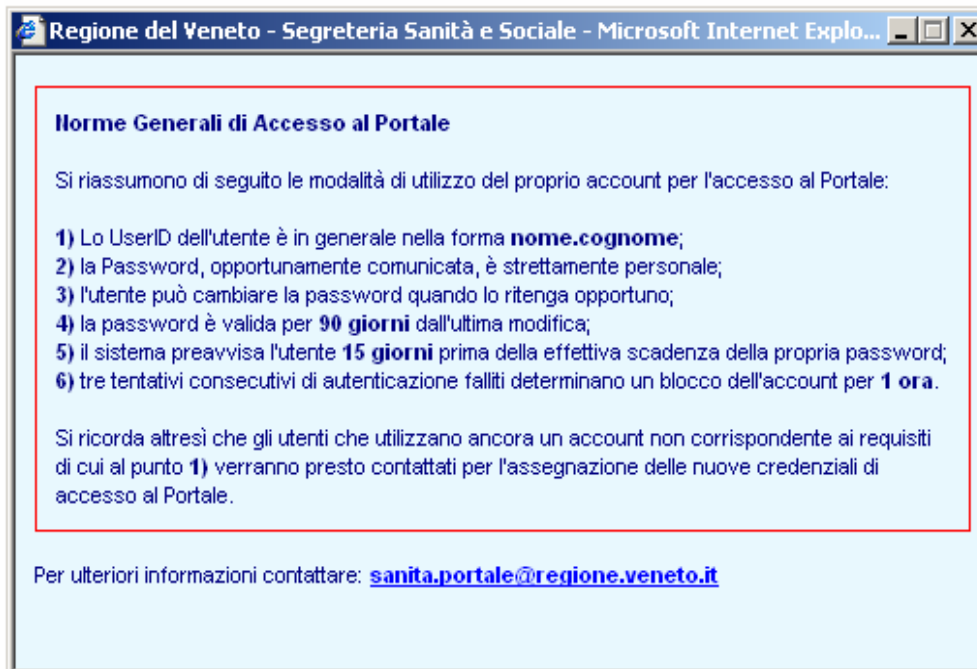 Regione del Veneto - Segreteria Sanità e Sociale - Microsoft Internet Explo...
Norme Generali di Accesso al Portale
Si riassumono di seguito le modalità di utilizzo del proprio account per l'accesso al Portale:
1) Lo UserID dell'utente è in generale nella forma nome.cognome;
2) la Password, opportunamente comunicata, è strettamente personale;
3) l'utente può cambiare la password quando lo ritenga opportuno;
4) la password è valida per 90 giorni dall'ultima modifica;
5) il sistema preavvisa l'utente 15 giorni prima della effettiva scadenza della propria password;
6) tre tentativi consecutivi di autenticazione falliti determinano un blocco dell'account per 1 ora.
Si ricorda altresì che gli utenti che utilizzano ancora un account non corrispondente ai requisiti
di cui al punto 1) verranno presto contattati per l'assegnazione delle nuove credenziali di
accesso al Portale.
Per ulteriori informazioni contattare: sanita.portale@regione.veneto.it